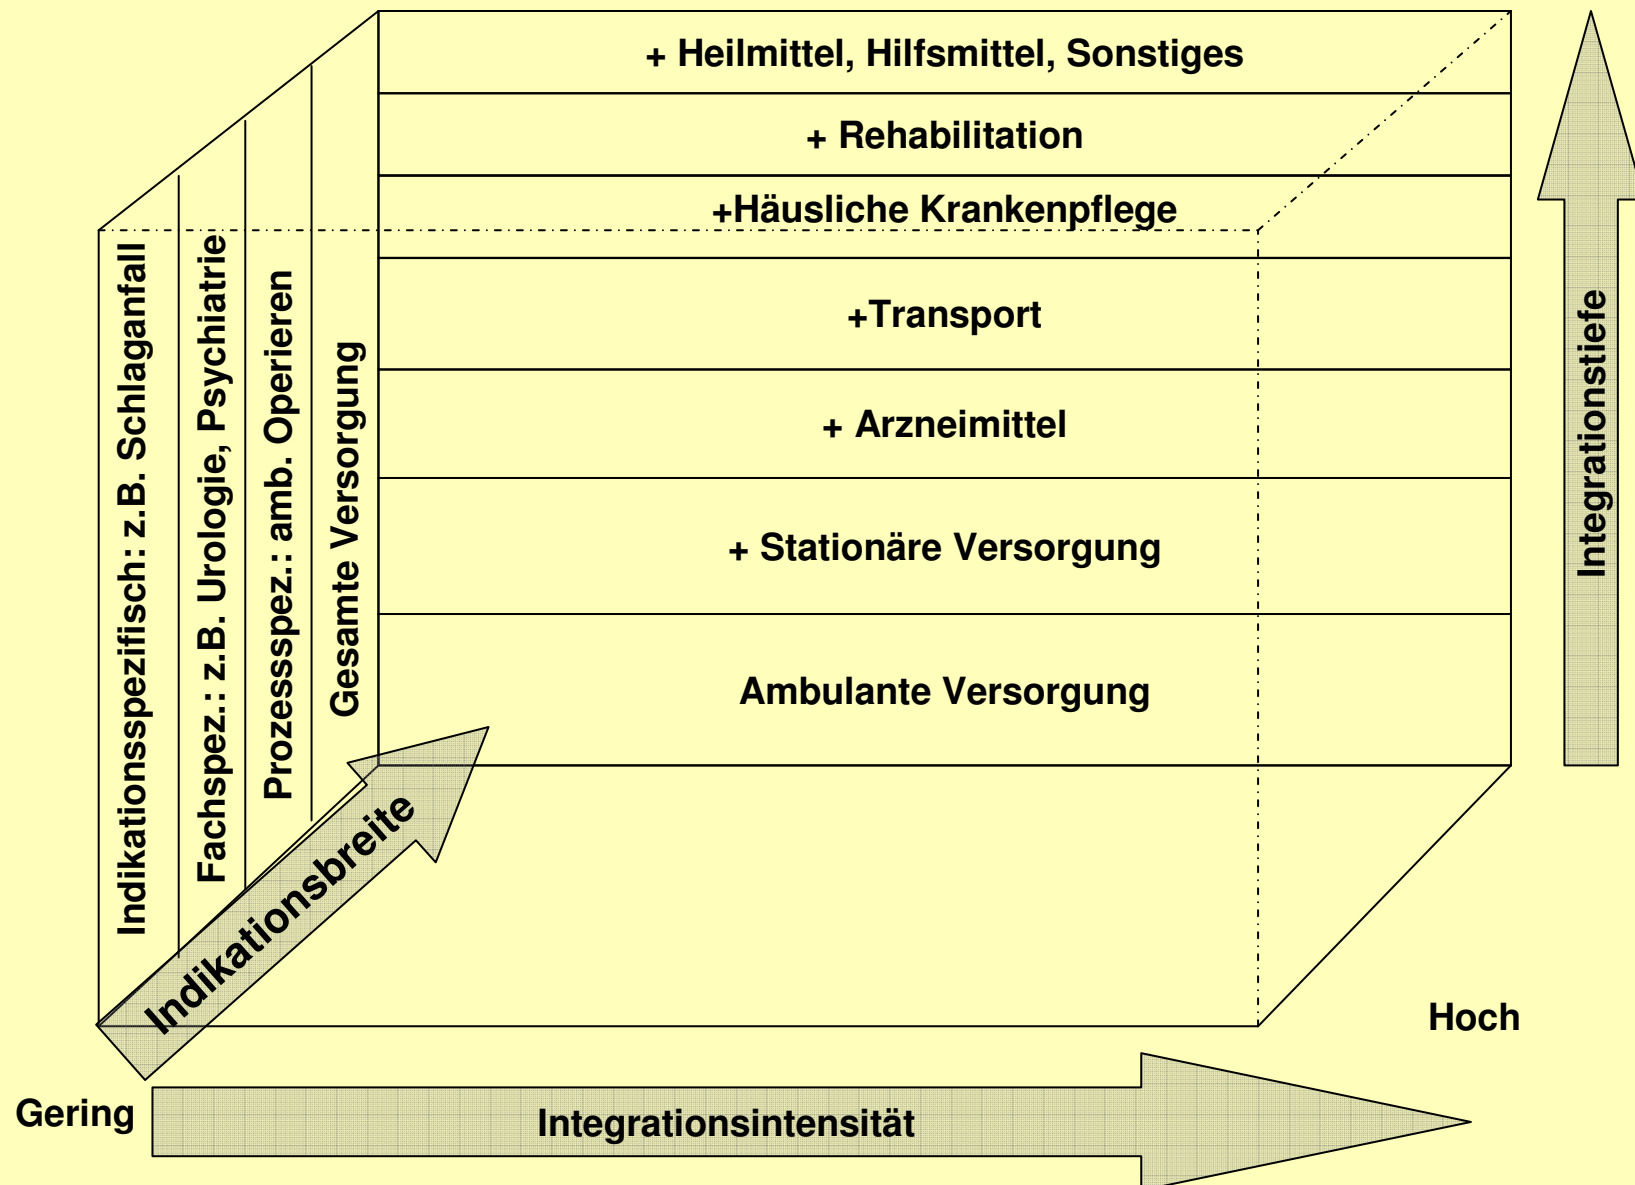 + Heilmittel, Hilfsmittel, Sonstiges
+ Rehabilitation
+Häusliche Krankenpflege
+Transport
+ Arzneimittel
+ Stationäre Versorgung
Ambulante Versorgung
Indikationsspezifisch: z.B. Schlaganfall
Fachspez.: z.B. Urologie, Psychiatrie
Prozessspez.: amb. Operieren
Gesamte Versorgung
Indikationsbreite
Integrationstiefe
Hoch
Gering
Integrationsintensität